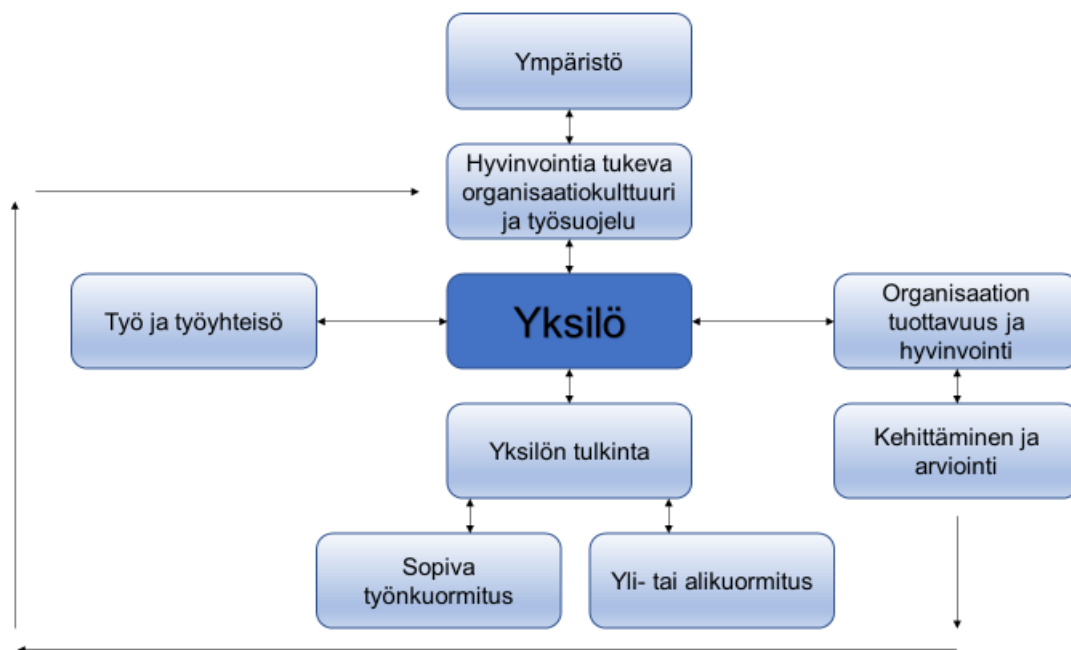 Ympäristö
Hyvinvointia tukeva
organisaatiokulttuuri
ja työsuojelu
Työ ja työyhteisö
Yksilö
Organisaation
tuottavuus ja
hyvinvointi
Yksilön tulkinta
Kehittäminen ja
arviointi
Sopiva
työnkuormitus
Yli- tai alikuormitus